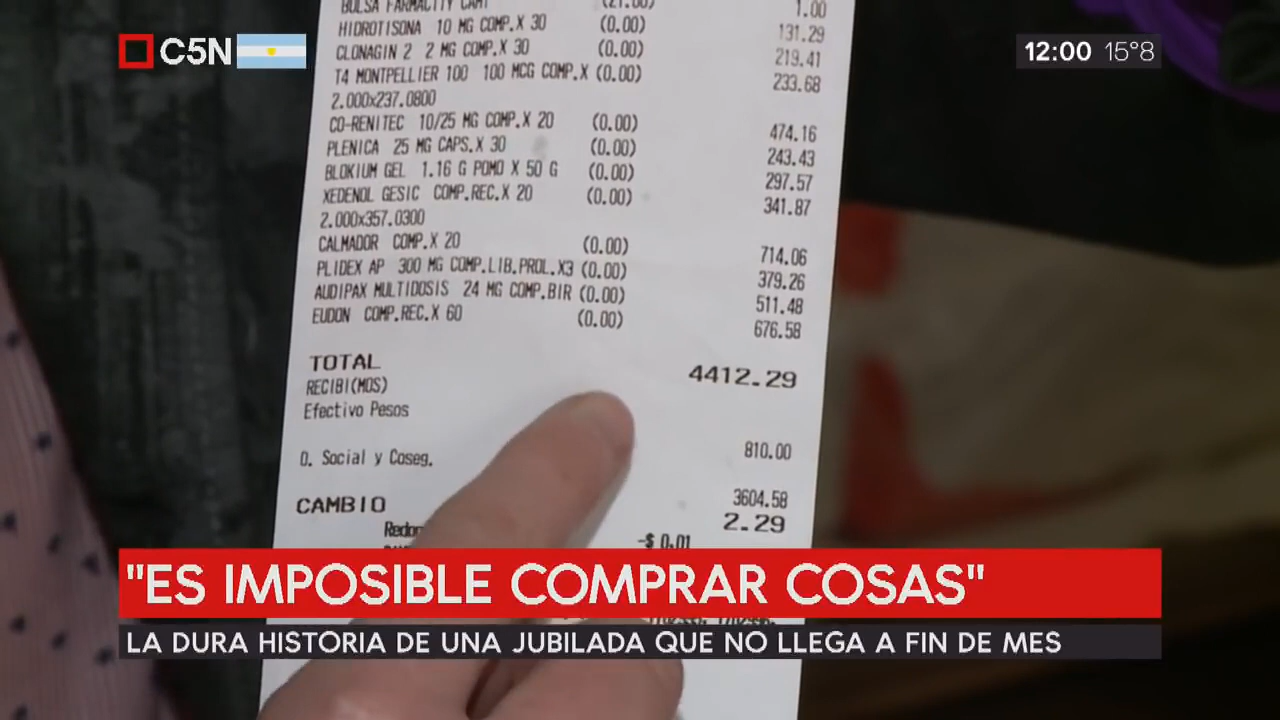 C5N
12:00 15°8
BOLSA FARMACITY CAMI (21.00) 1.00
HIDROTISONA 10 MG COMP.X 30 (0.00) 131.29
CLONAGIN 2 2 MG COMP.X 30 (0.00) 219.41
T4 MONTPELLIER 100 100 MCG COMP.X (0.00) 233.68
2.000x237.0800
CO-RENITEC 10/25 MG COMP.X 20 (0.00) 474.16
PLENICA 25 MG CAPS.X 30 (0.00) 243.43
BLOKIUM GEL 1.16 G POMO X 50 G (0.00) 297.57
XEDENOL GESIC COMP.REC.X 20 (0.00) 341.87
2.000x357.0300
CALMADOR COMP.X 20 (0.00) 714.06
PLIDEX AP 300 MG COMP.LIB.PROL.X3 (0.00) 379.26
AUDIPAX MULTIDOSIS 24 MG COMP.BIR (0.00) 511.48
EUDON COMP.REC.X 60 (0.00) 676.58
TOTAL 4412.29
RECIBI(MOS)
Efectivo Pesos 810.00
O. Social y Coseg. 3604.58
CAMBIO 2.29
-$ 0.01
"ES IMPOSIBLE COMPRAR COSAS"
LA DURA HISTORIA DE UNA JUBILADA QUE NO LLEGA A FIN DE MES